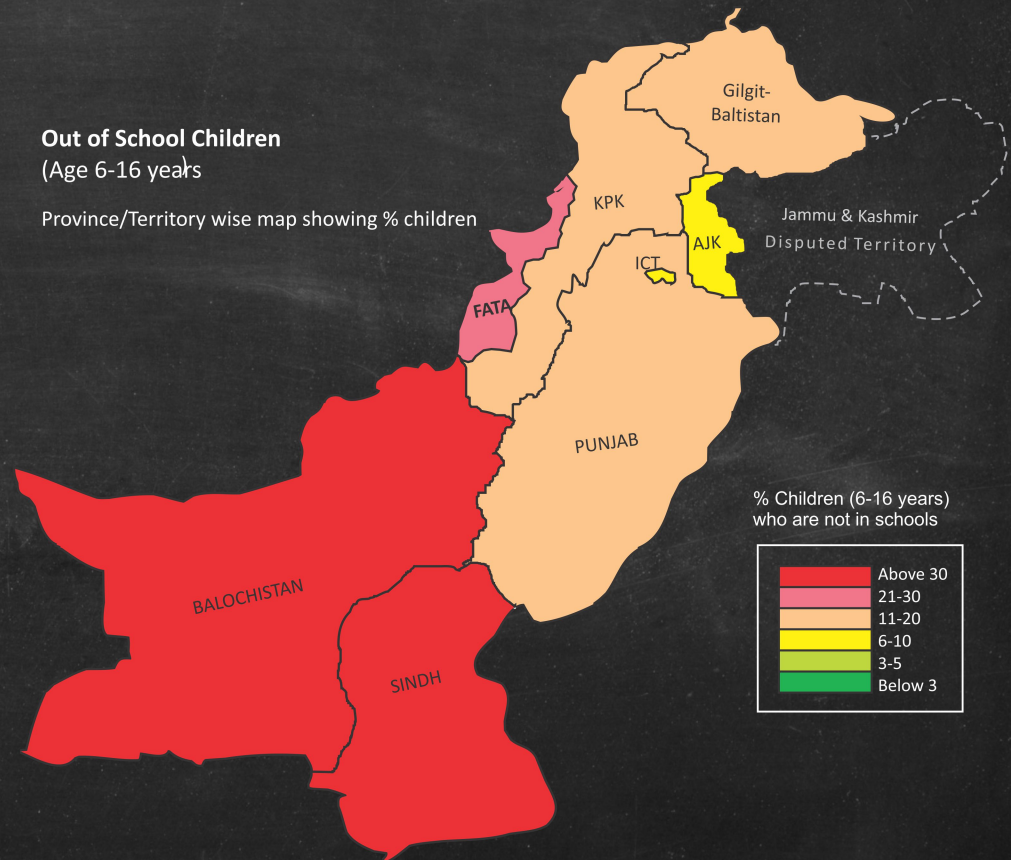 Out of School Children
(Age 6-16 years)
Province/Territory wise map showing % children
Gilgit-
Baltistan
KPK
Jammu & Kashmir
Disputed Territory
AJK
ICT
FATA
PUNJAB
BALOCHISTAN
SINDH
% Children (6-16 years)
who are not in schools
Above 30
21-30
11-20
6-10
3-5
Below 3